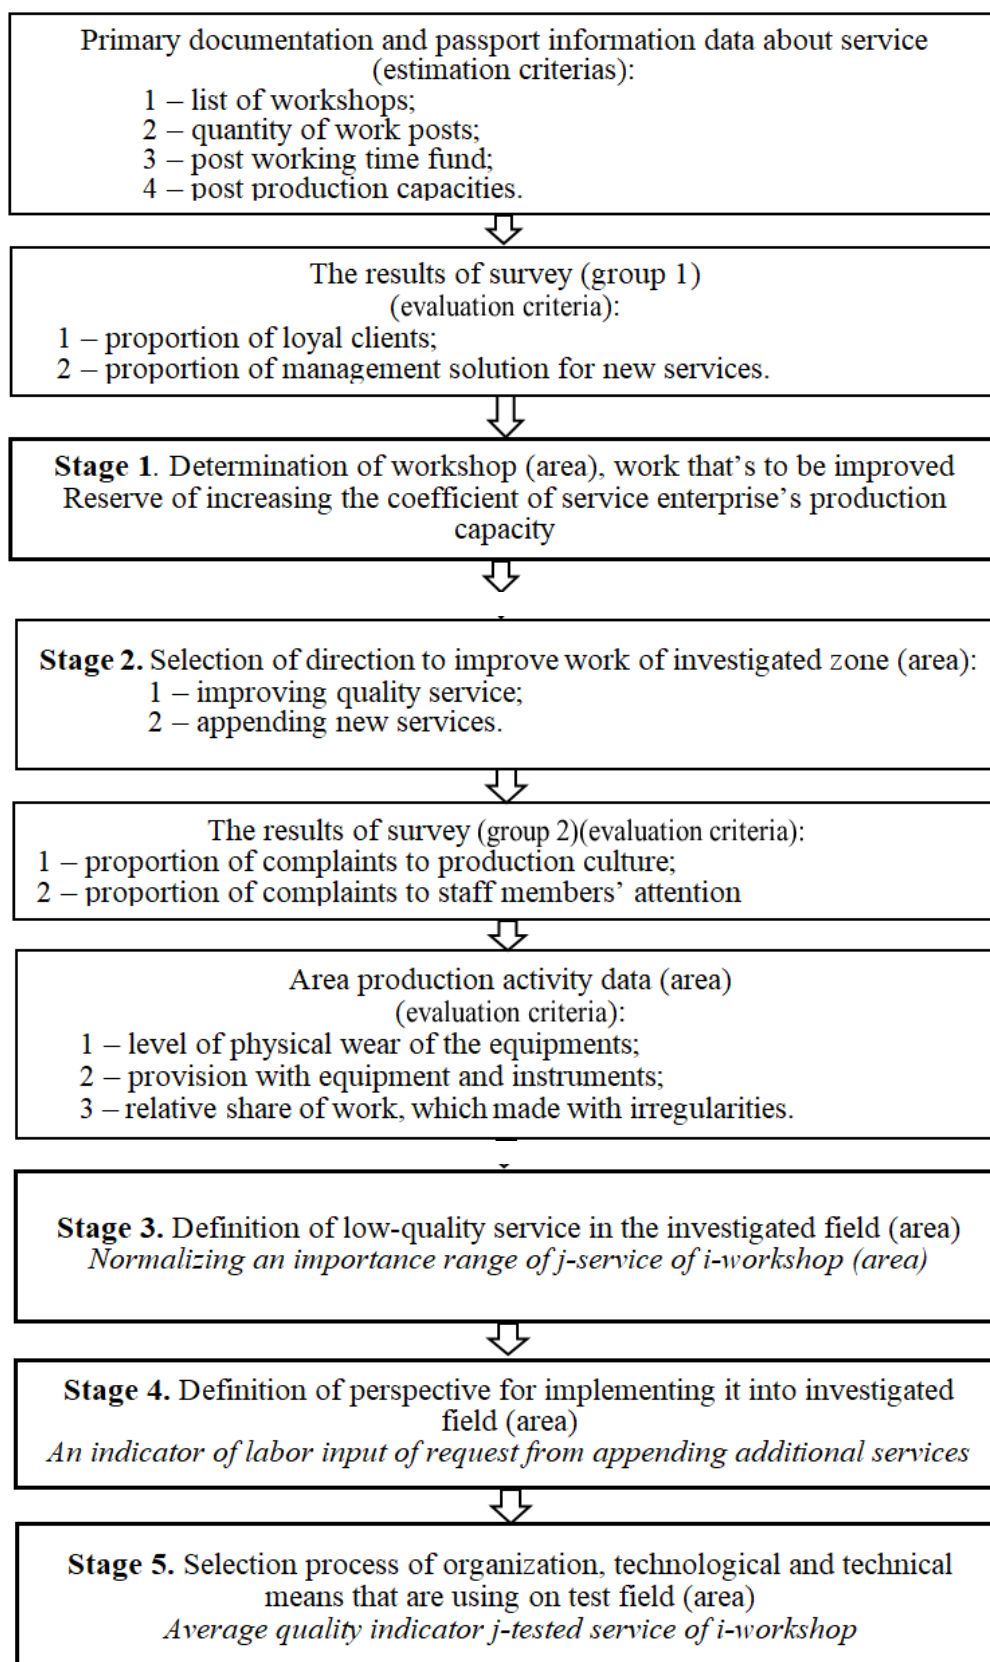 Primary documentation and passport information data about service
(estimation criterias):
1 – list of workshops;
2 – quantity of work posts;
3 – post working time fund;
4 – post production capacities.
The results of survey (group 1)
(evaluation criteria):
1 – proportion of loyal clients;
2 – proportion of management solution for new services.
Stage 1. Determination of workshop (area), work that's to be improved
Reserve of increasing the coefficient of service enterprise's production
capacity
Stage 2. Selection of direction to improve work of investigated zone (area):
1 – improving quality service;
2 – appending new services.
The results of survey (group 2)(evaluation criteria):
1 – proportion of complaints to production culture;
2 – proportion of complaints to staff members' attention
Area production activity data (area)
(evaluation criteria):
1 – level of physical wear of the equipments;
2 – provision with equipment and instruments;
3 – relative share of work, which made with irregularities.
Stage 3. Definition of low-quality service in the investigated field (area)
Normalizing an importance range of j-service of i-workshop (area)
Stage 4. Definition of perspective for implementing it into investigated
field (area)
An indicator of labor input of request from appending additional services
Stage 5. Selection process of organization, technological and technical
means that are using on test field (area)
Average quality indicator j-tested service of i-workshop